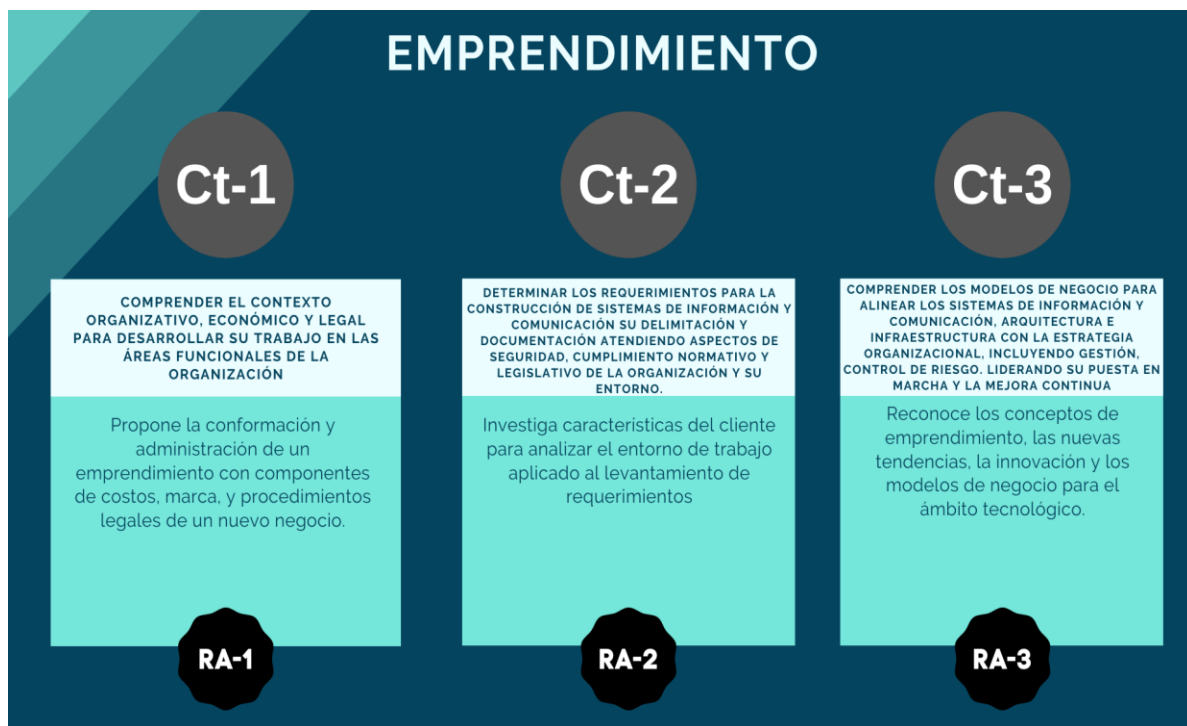 EMPRENDIMIENTO
Ct-1
COMPRENDER EL CONTEXTO
ORGANIZATIVO, ECONÓMICO Y LEGAL
PARA DESARROLLAR SU TRABAJO EN LAS
ÁREAS FUNCIONALES DE LA
ORGANIZACIÓN
Propone la conformación y
administración de un
emprendimiento con componentes
de costos, marca, y procedimientos
legales de un nuevo negocio.
RA-1
Ct-2
DETERMINAR LOS REQUERIMIENTOS PARA LA
CONSTRUCCIÓN DE SISTEMAS DE INFORMACIÓN Y
COMUNICACIÓN SU DELIMITACIÓN Y
DOCUMENTACIÓN ATENDIENDO ASPECTOS DE
SEGURIDAD, CUMPLIMIENTO NORMATIVO Y
LEGISLATIVO DE LA ORGANIZACIÓN Y SU
ENTORNO.
Investiga características del cliente
para analizar el entorno de trabajo
aplicado al levantamiento de
requerimientos
RA-2
Ct-3
COMPRENDER LOS MODELOS DE NEGOCIO PARA
ALINEAR LOS SISTEMAS DE INFORMACIÓN Y
COMUNICACIÓN, ARQUITECTURA E
INFRAESTRUCTURA CON LA ESTRATEGIA
ORGANIZACIONAL, INCLUYENDO GESTIÓN,
CONTROL DE RIESGO. LIDERANDO SU PUESTA EN
MARCHA Y LA MEJORA CONTINUA
Reconoce los conceptos de
emprendimiento, las nuevas
tendencias, la innovación y los
modelos de negocio para el
ámbito tecnológico.
RA-3